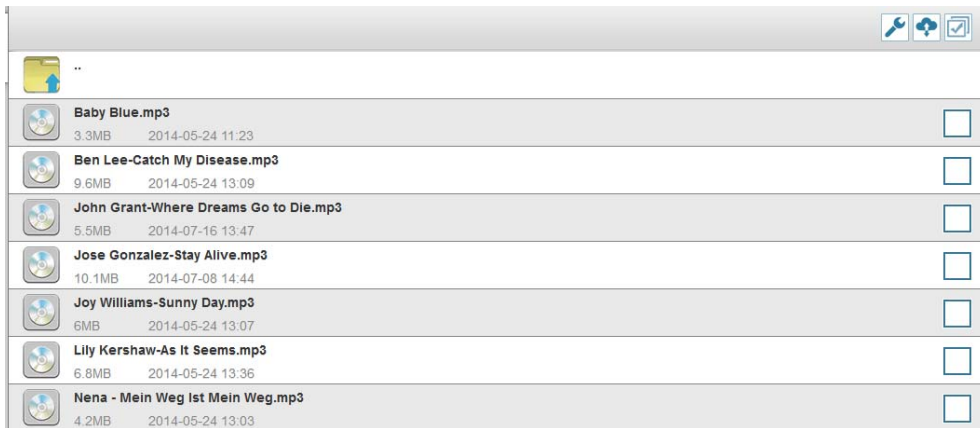 ..
Baby Blue.mp3
3.3MB 2014-05-24 11:23
Ben Lee-Catch My Disease.mp3
9.6MB 2014-05-24 13:09
John Grant-Where Dreams Go to Die.mp3
5.5MB 2014-07-16 13:47
Jose Gonzalez-Stay Alive.mp3
10.1MB 2014-07-08 14:44
Joy Williams-Sunny Day.mp3
6MB 2014-05-24 13:07
Lily Kershaw-As It Seems.mp3
6.8MB 2014-05-24 13:36
Nena - Mein Weg Ist Mein Weg.mp3
4.2MB 2014-05-24 13:03